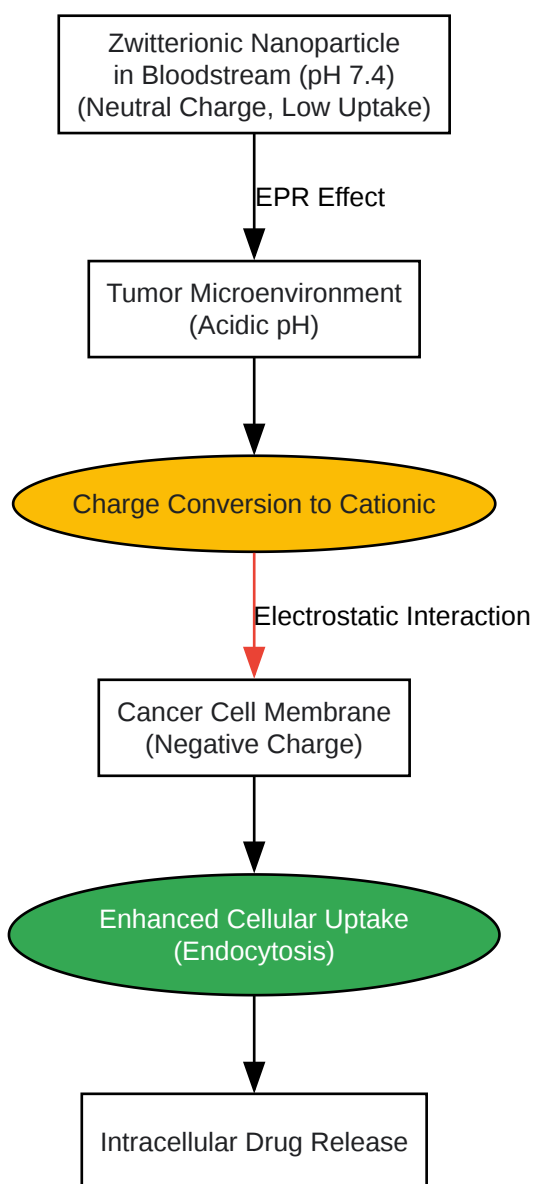 Zwitterionic Nanoparticle
in Bloodstream (pH 7.4)
(Neutral Charge, Low Uptake)
EPR Effect
Tumor Microenvironment
(Acidic pH)
Charge Conversion to Cationic
Electrostatic Interaction
Cancer Cell Membrane
(Negative Charge)
Enhanced Cellular Uptake
(Endocytosis)
Intracellular Drug Release